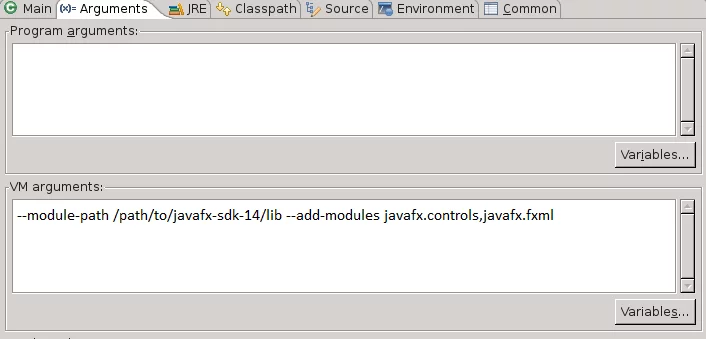 Main (x)= Arguments JRE Classpath Source Environment Common
Program arguments:
Variables...
VM arguments:
--module-path /path/to/javafx-sdk-14/lib --add-modules javafx.controls,javafx.fxml
Variables...